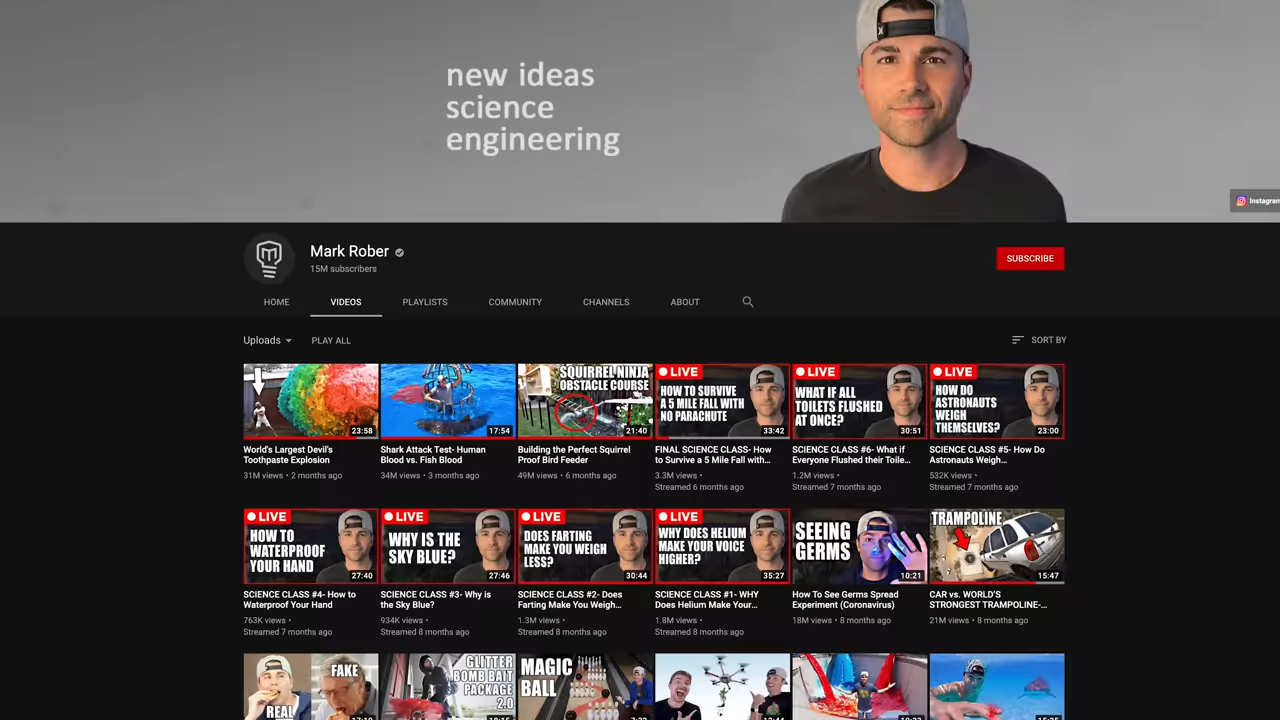 new ideas
science
engineering
Instagram
Mark Rober
15M subscribers
SUBSCRIBE
HOME VIDEOS PLAYLISTS COMMUNITY CHANNELS ABOUT
Uploads PLAY ALL SORT BY
23:58
17:54
SQUIRREL NINJA
OBSTACLE COURSE
21:40
LIVE
HOW TO SURVIVE
A 5 MILE FALL WITH
NO PARACHUTE
33:42
LIVE
WHAT IF ALL
TOILETS FLUSHED
AT ONCE?
30:51
LIVE
HOW DO
ASTRONAUTS
WEIGH
THEMSELVES?
23:00
World's Largest Devil's
Toothpaste Explosion
31M views • 2 months ago
Shark Attack Test- Human
Blood vs. Fish Blood
34M views • 3 months ago
Building the Perfect Squirrel
Proof Bird Feeder
49M views • 6 months ago
FINAL SCIENCE CLASS- How
to Survive a 5 Mile Fall with...
3.3M views •
Streamed 6 months ago
SCIENCE CLASS #6- What if
Everyone Flushed their Toile...
1.2M views •
Streamed 7 months ago
SCIENCE CLASS #5- How Do
Astronauts Weigh...
532K views •
Streamed 7 months ago
LIVE
HOW TO
WATERPROOF
YOUR HAND
27:40
LIVE
WHY IS THE
SKY BLUE?
27:46
LIVE
DOES FARTING
MAKE YOU WEIGH
LESS?
30:44
LIVE
WHY DOES HELIUM
MAKE YOUR VOICE
HIGHER?
35:27
SEEING
GERMS
10:21
TRAMPOLINE
15:47
SCIENCE CLASS #4- How to
Waterproof Your Hand
763K views •
Streamed 7 months ago
SCIENCE CLASS #3- Why is
the Sky Blue?
934K views •
Streamed 8 months ago
SCIENCE CLASS #2- Does
Farting Make You Weigh...
1.3M views •
Streamed 8 months ago
SCIENCE CLASS #1- WHY
Does Helium Make Your...
1.8M views •
Streamed 8 months ago
How To See Germs Spread
Experiment (Coronavirus)
18M views • 8 months ago
CAR vs. WORLD'S
STRONGEST TRAMPOLINE-...
21M views • 8 months ago
FAKE
REAL
GLITTER
BOMB BAIT
PACKAGE
2.0
MAGIC
BALL